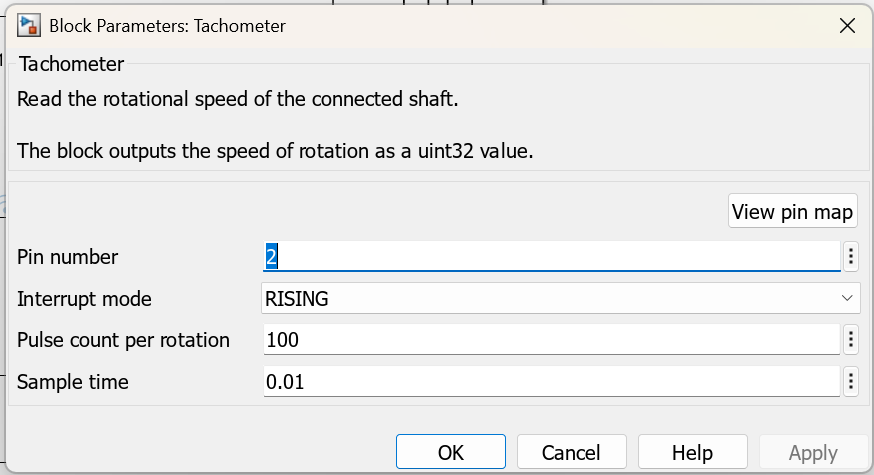 Block Parameters: Tachometer
Tachometer
Read the rotational speed of the connected shaft.
The block outputs the speed of rotation as a uint32 value.
View pin map
Pin number 2
Interrupt mode RISING
Pulse count per rotation 100
Sample time 0.01
OK Cancel Help Apply